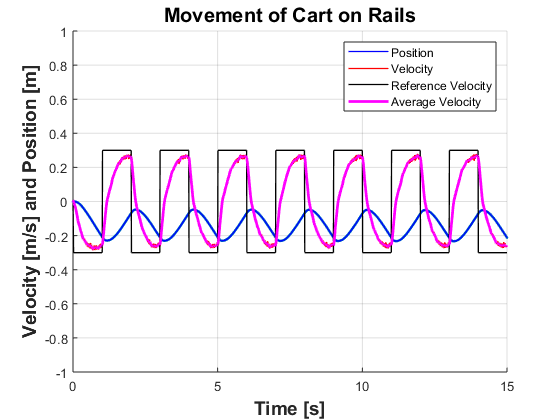 Movement of Cart on Rails
Position
Velocity
Reference Velocity
Average Velocity
Velocity [m/s] and Position [m]
1
0.8
0.6
0.4
0.2
0
-0.2
-0.4
-0.6
-0.8
-1
0 5 10 15
Time [s]